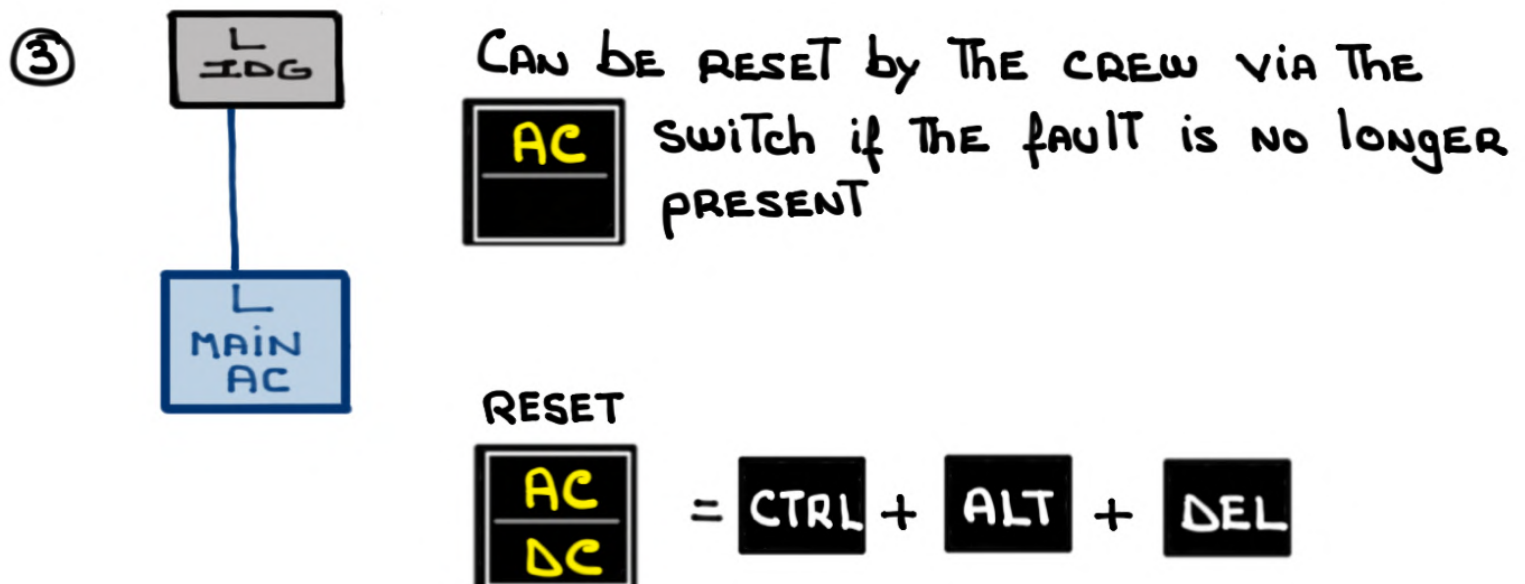 ③
L
IDG
CAN bE RESET by ThE CREW ViA ThE
AC
SwiTch if ThE fAulT is No loNgER
pRESENT
L
MAiN
AC
RESET
AC
DC
= CTRL + ALT + DEL